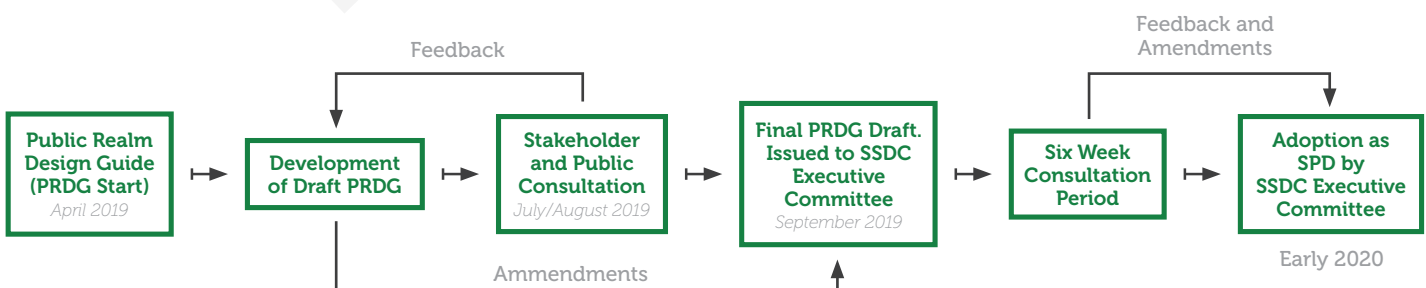 Feedback
Feedback and
Amendments
Public Realm
Design Guide
(PRDG Start)
April 2019
Development
of Draft PRDG
Stakeholder
and Public
Consultation
July/August 2019
Final PRDG Draft.
Issued to SSDC
Executive
Committee
September 2019
Six Week
Consultation
Period
Adoption as
SPD by
SSDC Executive
Committee
Early 2020
Ammendments